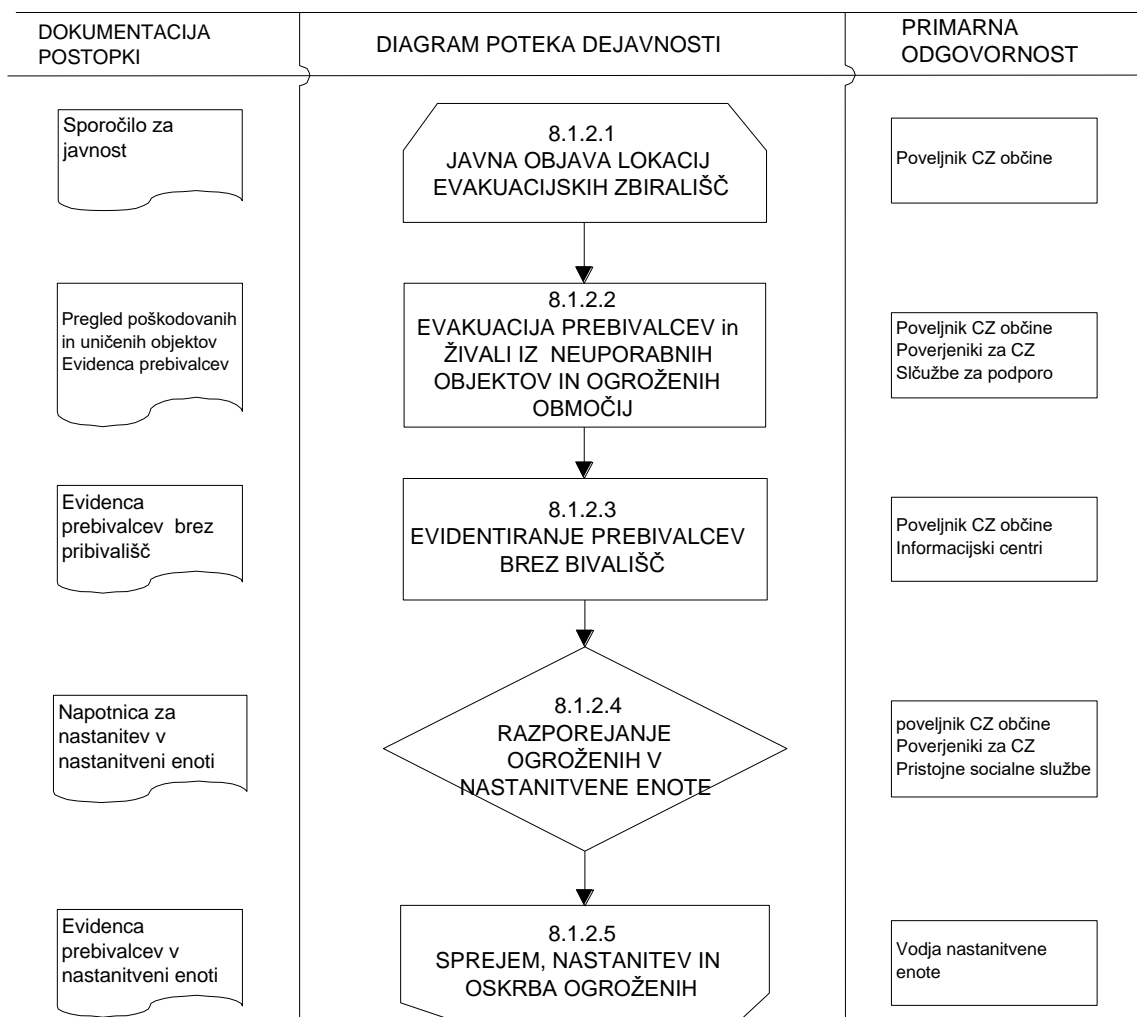 DOKUMENTACIJA
POSTOPKI
DIAGRAM POTEKA DEJAVNOSTI
PRIMARNA
ODGOVORNOST
Sporočilo za
javnost
8.1.2.1
JAVNA OBJAVA LOKACIJ
EVAKUACIJSKIH ZBIRALIŠČ
Poveljnik CZ občine
Pregled poškodovanih
in uničenih objektov
Evidenca prebivalcev
8.1.2.2
EVAKUACIJA PREBIVALCEV in
ŽIVALI IZ NEUPORABNIH
OBJEKTOV IN OGROŽENIH
OBMOČIJ
Poveljnik CZ občine
Poverjeniki za CZ
Slčužbe za podporo
Evidenca
prebivalcev brez
pribivališč
8.1.2.3
EVIDENTIRANJE PREBIVALCEV
BREZ BIVALIŠČ
Poveljnik CZ občine
Informacijski centri
Napotnica za
nastanitev v
nastanitveni enoti
8.1.2.4
RAZPOREJANJE
OGROŽENIH V
NASTANITVENE ENOTE
poveljnik CZ občine
Poverjeniki za CZ
Pristojne socialne službe
Evidenca
prebivalcev v
nastanitveni enoti
8.1.2.5
SPREJEM, NASTANITEV IN
OSKRBA OGROŽENIH
Vodja nastanitvene
enote